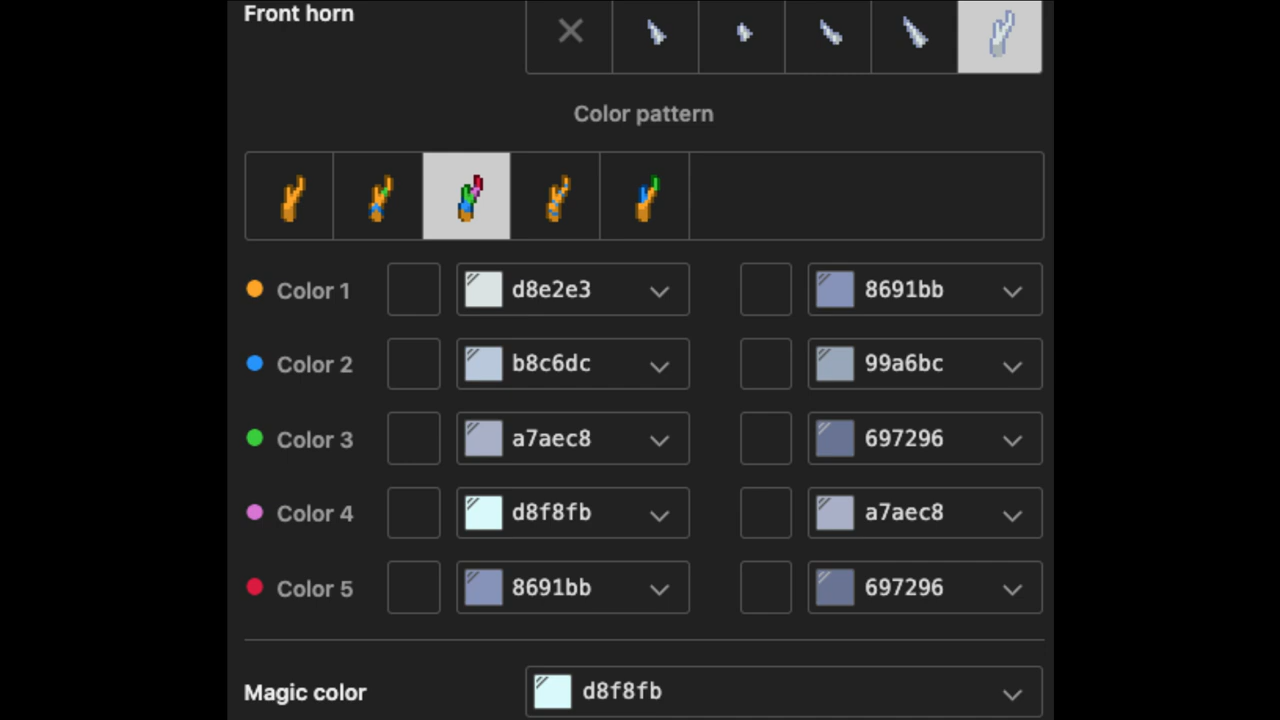 Front horn
Color pattern
Color 1 d8e2e3 8691bb
Color 2 b8c6dc 99a6bc
Color 3 a7aec8 697296
Color 4 d8f8fb a7aec8
Color 5 8691bb 697296
Magic color d8f8fb